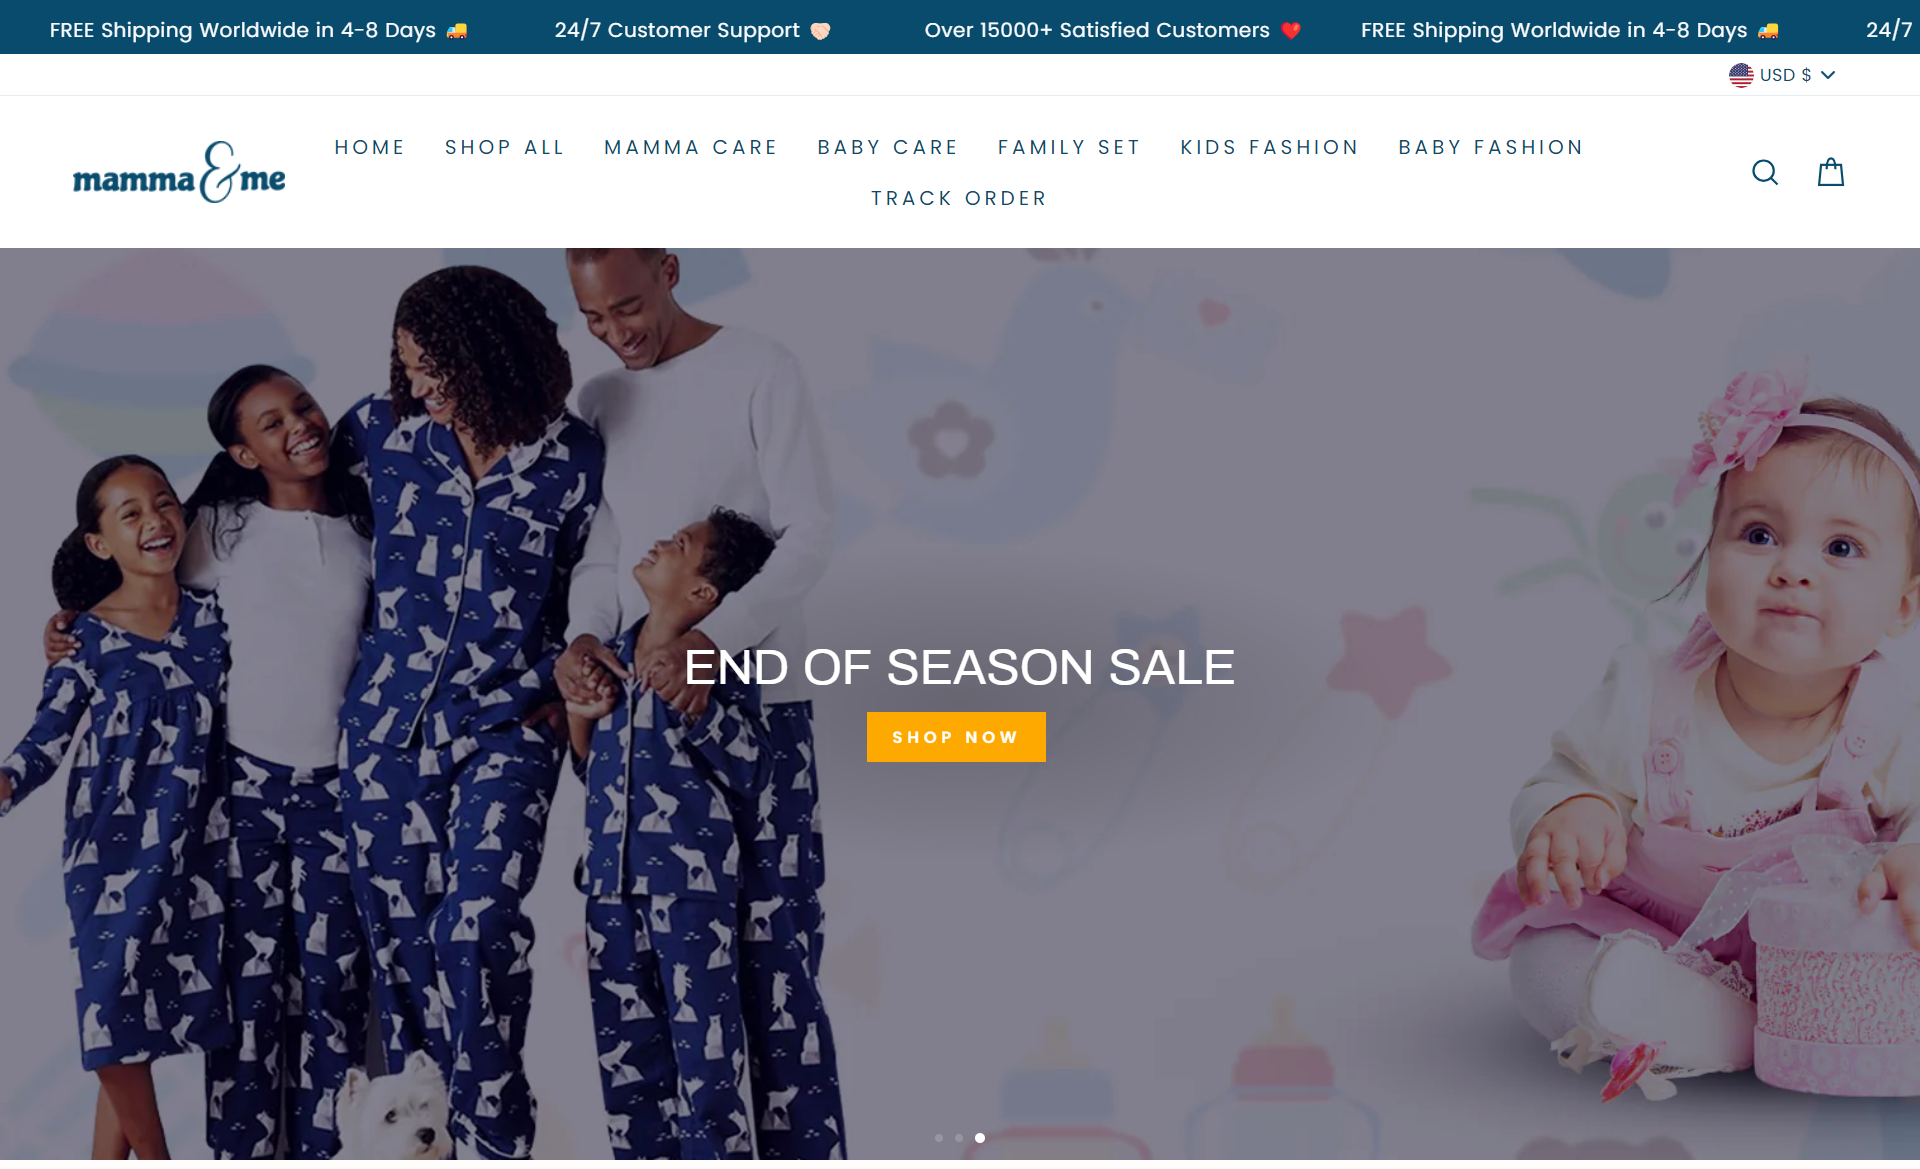 FREE Shipping Worldwide in 4-8 Days 🚚 24/7 Customer Support 🤝🏻 Over 15000+ Satisfied Customers ❤️ FREE Shipping Worldwide in 4-8 Days 🚚 24/7
USD $
mamma&me
HOME SHOP ALL MAMMA CARE BABY CARE FAMILY SET KIDS FASHION BABY FASHION
TRACK ORDER
END OF SEASON SALE
SHOP NOW